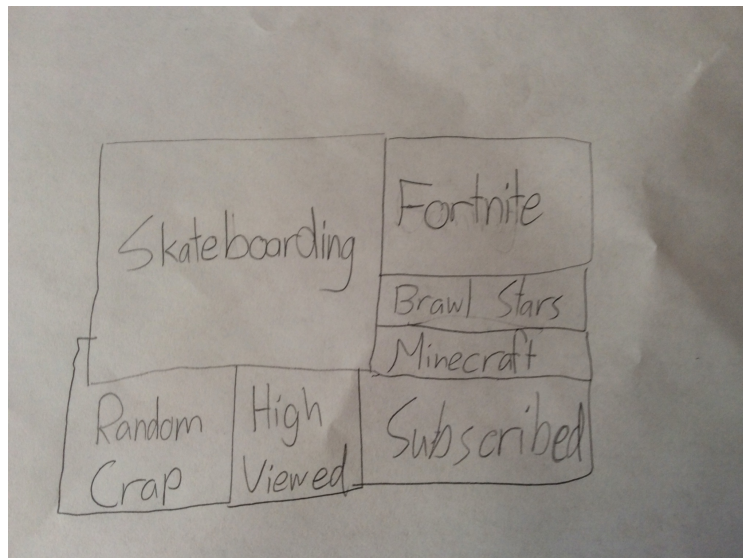 Skateboarding
Fortnite
Brawl Stars
Minecraft
Random
Crap
High
Viewed
Subscribed